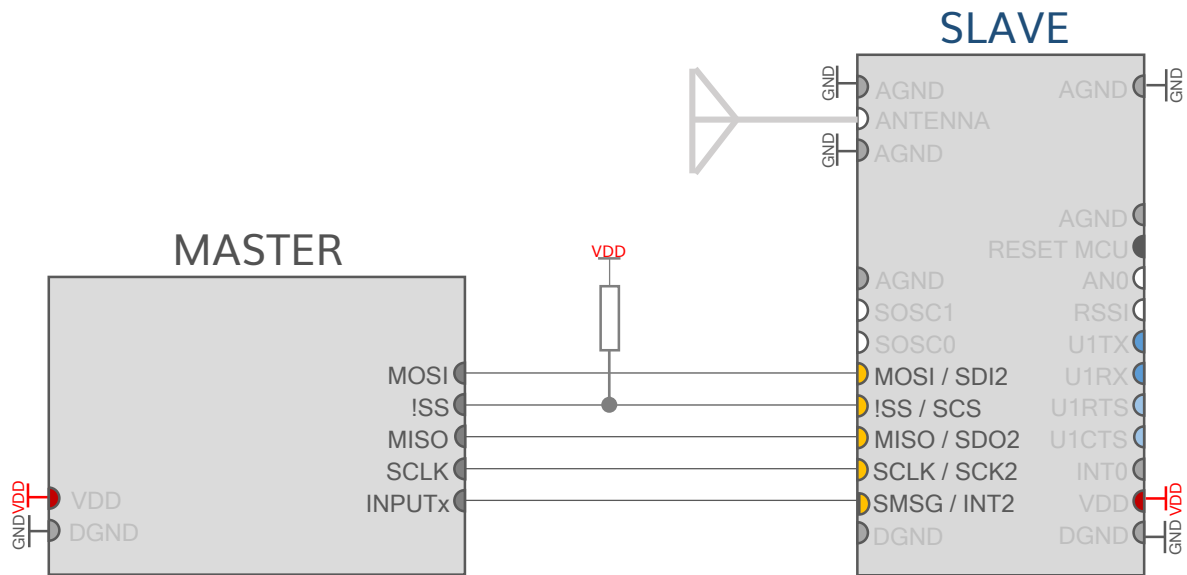 SLAVE
GND AGND AGND GND
ANTENNA
GND AGND
AGND
MASTER
RESET MCU
VDD
AGND AN0
SOSC1 RSSI
SOSC0 U1TX
MOSI MOSI / SDI2 U1RX
!SS !SS / SCS U1RTS
MISO MISO / SDO2 U1CTS
SCLK SCLK / SCK2 INT0
VDD VDD INPUTx SMSG / INT2 VDD VDD
GND DGND DGND DGND GND